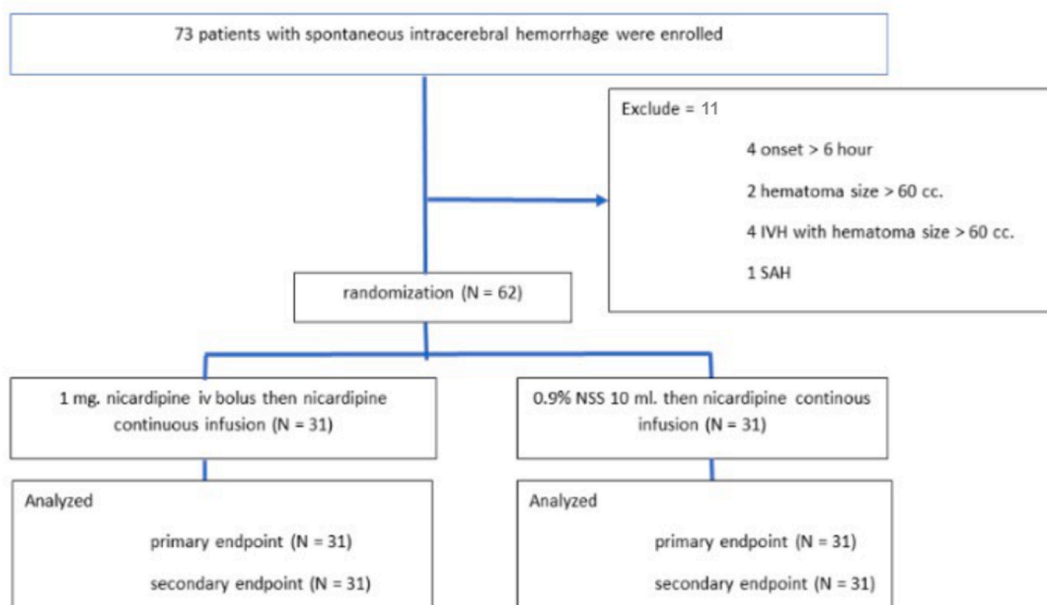 73 patients with spontaneous intracerebral hemorrhage were enrolled
Exclude = 11
4 onset > 6 hour
2 hematoma size > 60 cc.
4 IVH with hematoma size > 60 cc.
1 SAH
randomization (N = 62)
1 mg. nicardipine iv bolus then nicardipine
continuous infusion (N = 31)
0.9% NSS 10 ml. then nicardipine continous
infusion (N = 31)
Analyzed
primary endpoint (N = 31)
secondary endpoint (N = 31)
Analyzed
primary endpoint (N = 31)
secondary endpoint (N = 31)